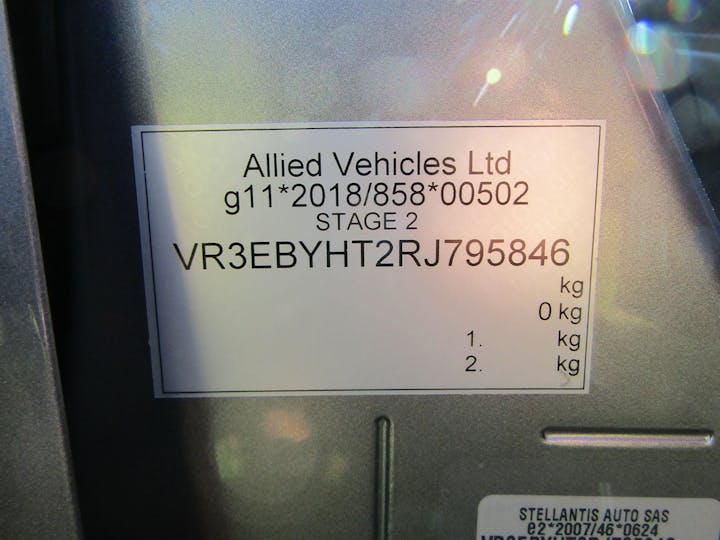 Allied Vehicles Ltd
g11*2018/858*00502
STAGE 2
VR3EBYHT2RJ795846
kg
0 kg
1. kg
2. kg
STELLANTIS AUTO SAS
e2*2007/46*0624